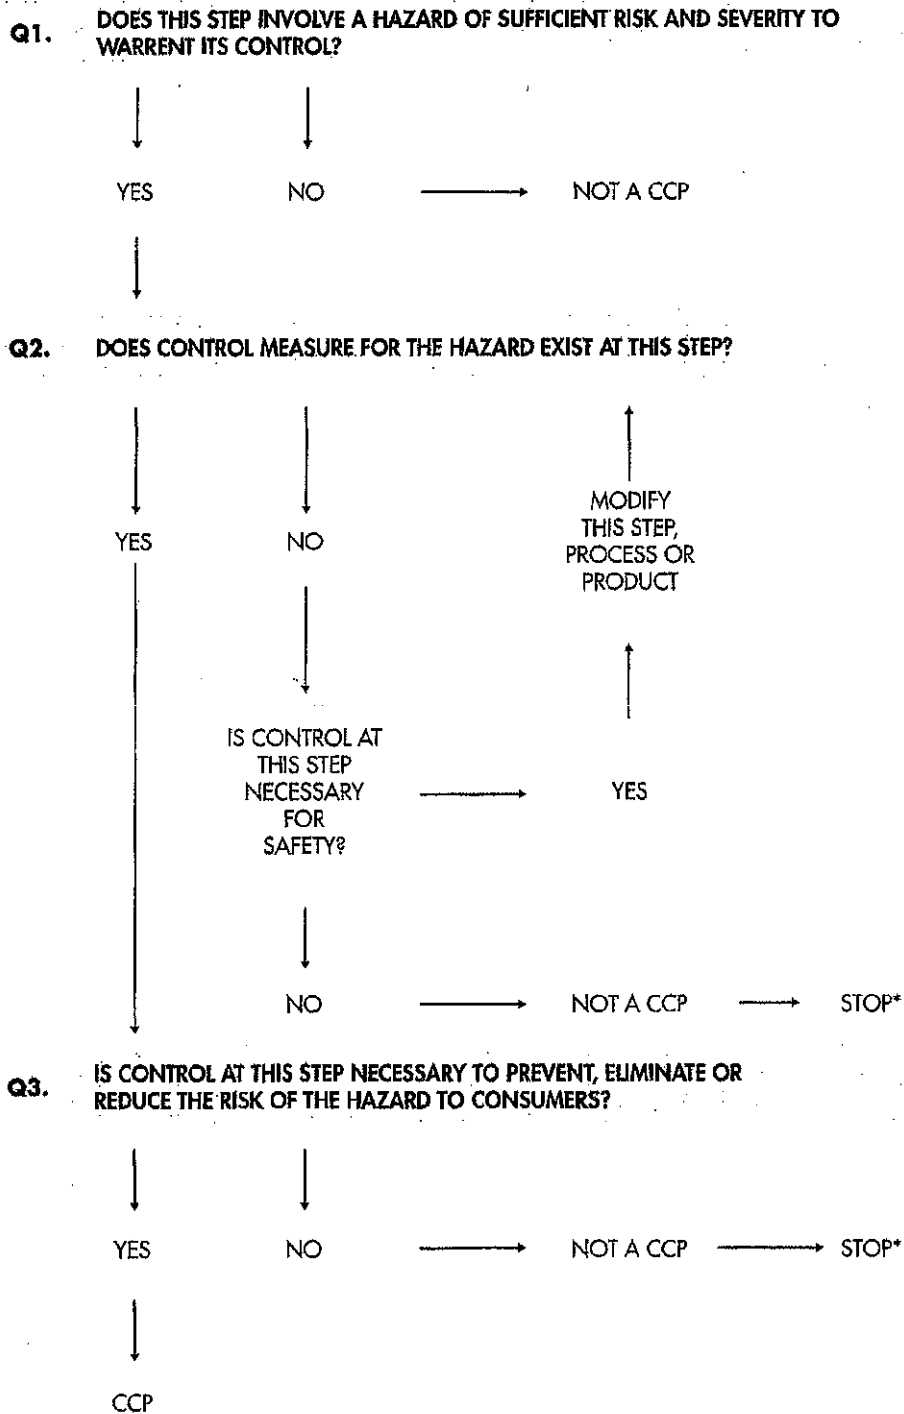 Q1. DOES THIS STEP INVOLVE A HAZARD OF SUFFICIENT RISK AND SEVERITY TO
WARRENT ITS CONTROL?
YES NO NOT A CCP
Q2. DOES CONTROL MEASURE FOR THE HAZARD EXIST AT THIS STEP?
MODIFY
THIS STEP,
PROCESS OR
PRODUCT
YES NO
IS CONTROL AT
THIS STEP
NECESSARY
FOR
SAFETY?
YES
NO NOT A CCP STOP*
Q3. IS CONTROL AT THIS STEP NECESSARY TO PREVENT, ELIMINATE OR
REDUCE THE RISK OF THE HAZARD TO CONSUMERS?
YES NO NOT A CCP STOP*
CCP